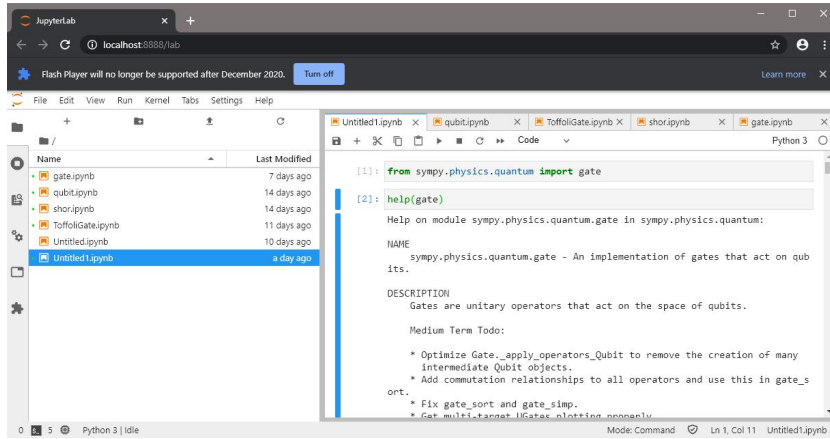 JupyterLab
localhost:8888/lab
Flash Player will no longer be supported after December 2020. Turn off Learn more
File Edit View Run Kernel Tabs Settings Help
/
Name Last Modified
gate.ipynb 7 days ago
qubit.ipynb 14 days ago
shor.ipynb 14 days ago
ToffoliGate.ipynb 11 days ago
Untitled.ipynb 10 days ago
Untitled1.ipynb a day ago
Untitled1.ipynb qubit.ipynb ToffoliGate.ipynb shor.ipynb gate.ipynb
Code Python 3
[1]: from sympy.physics.quantum import gate
[2]: help(gate)
Help on module sympy.physics.quantum.gate in sympy.physics.quantum:
NAME
sympy.physics.quantum.gate - An implementation of gates that act on qub
its.
DESCRIPTION
Gates are unitary operators that act on the space of qubits.
Medium Term Todo:
* Optimize Gate._apply_operators_Qubit to remove the creation of many
intermediate Qubit objects.
* Add commutation relationships to all operators and use this in gate_s
ort.
* Fix gate_sort and gate_simp.
* Get multi-target UGates plotting properly.
0 5 Python 3 | Idle Mode: Command Ln 1, Col 11 Untitled1.ipynb